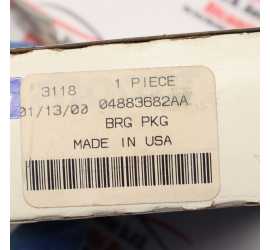 3118 1 PIECE
01/13/00 04883682AA
BRG PKG
MADE IN USA